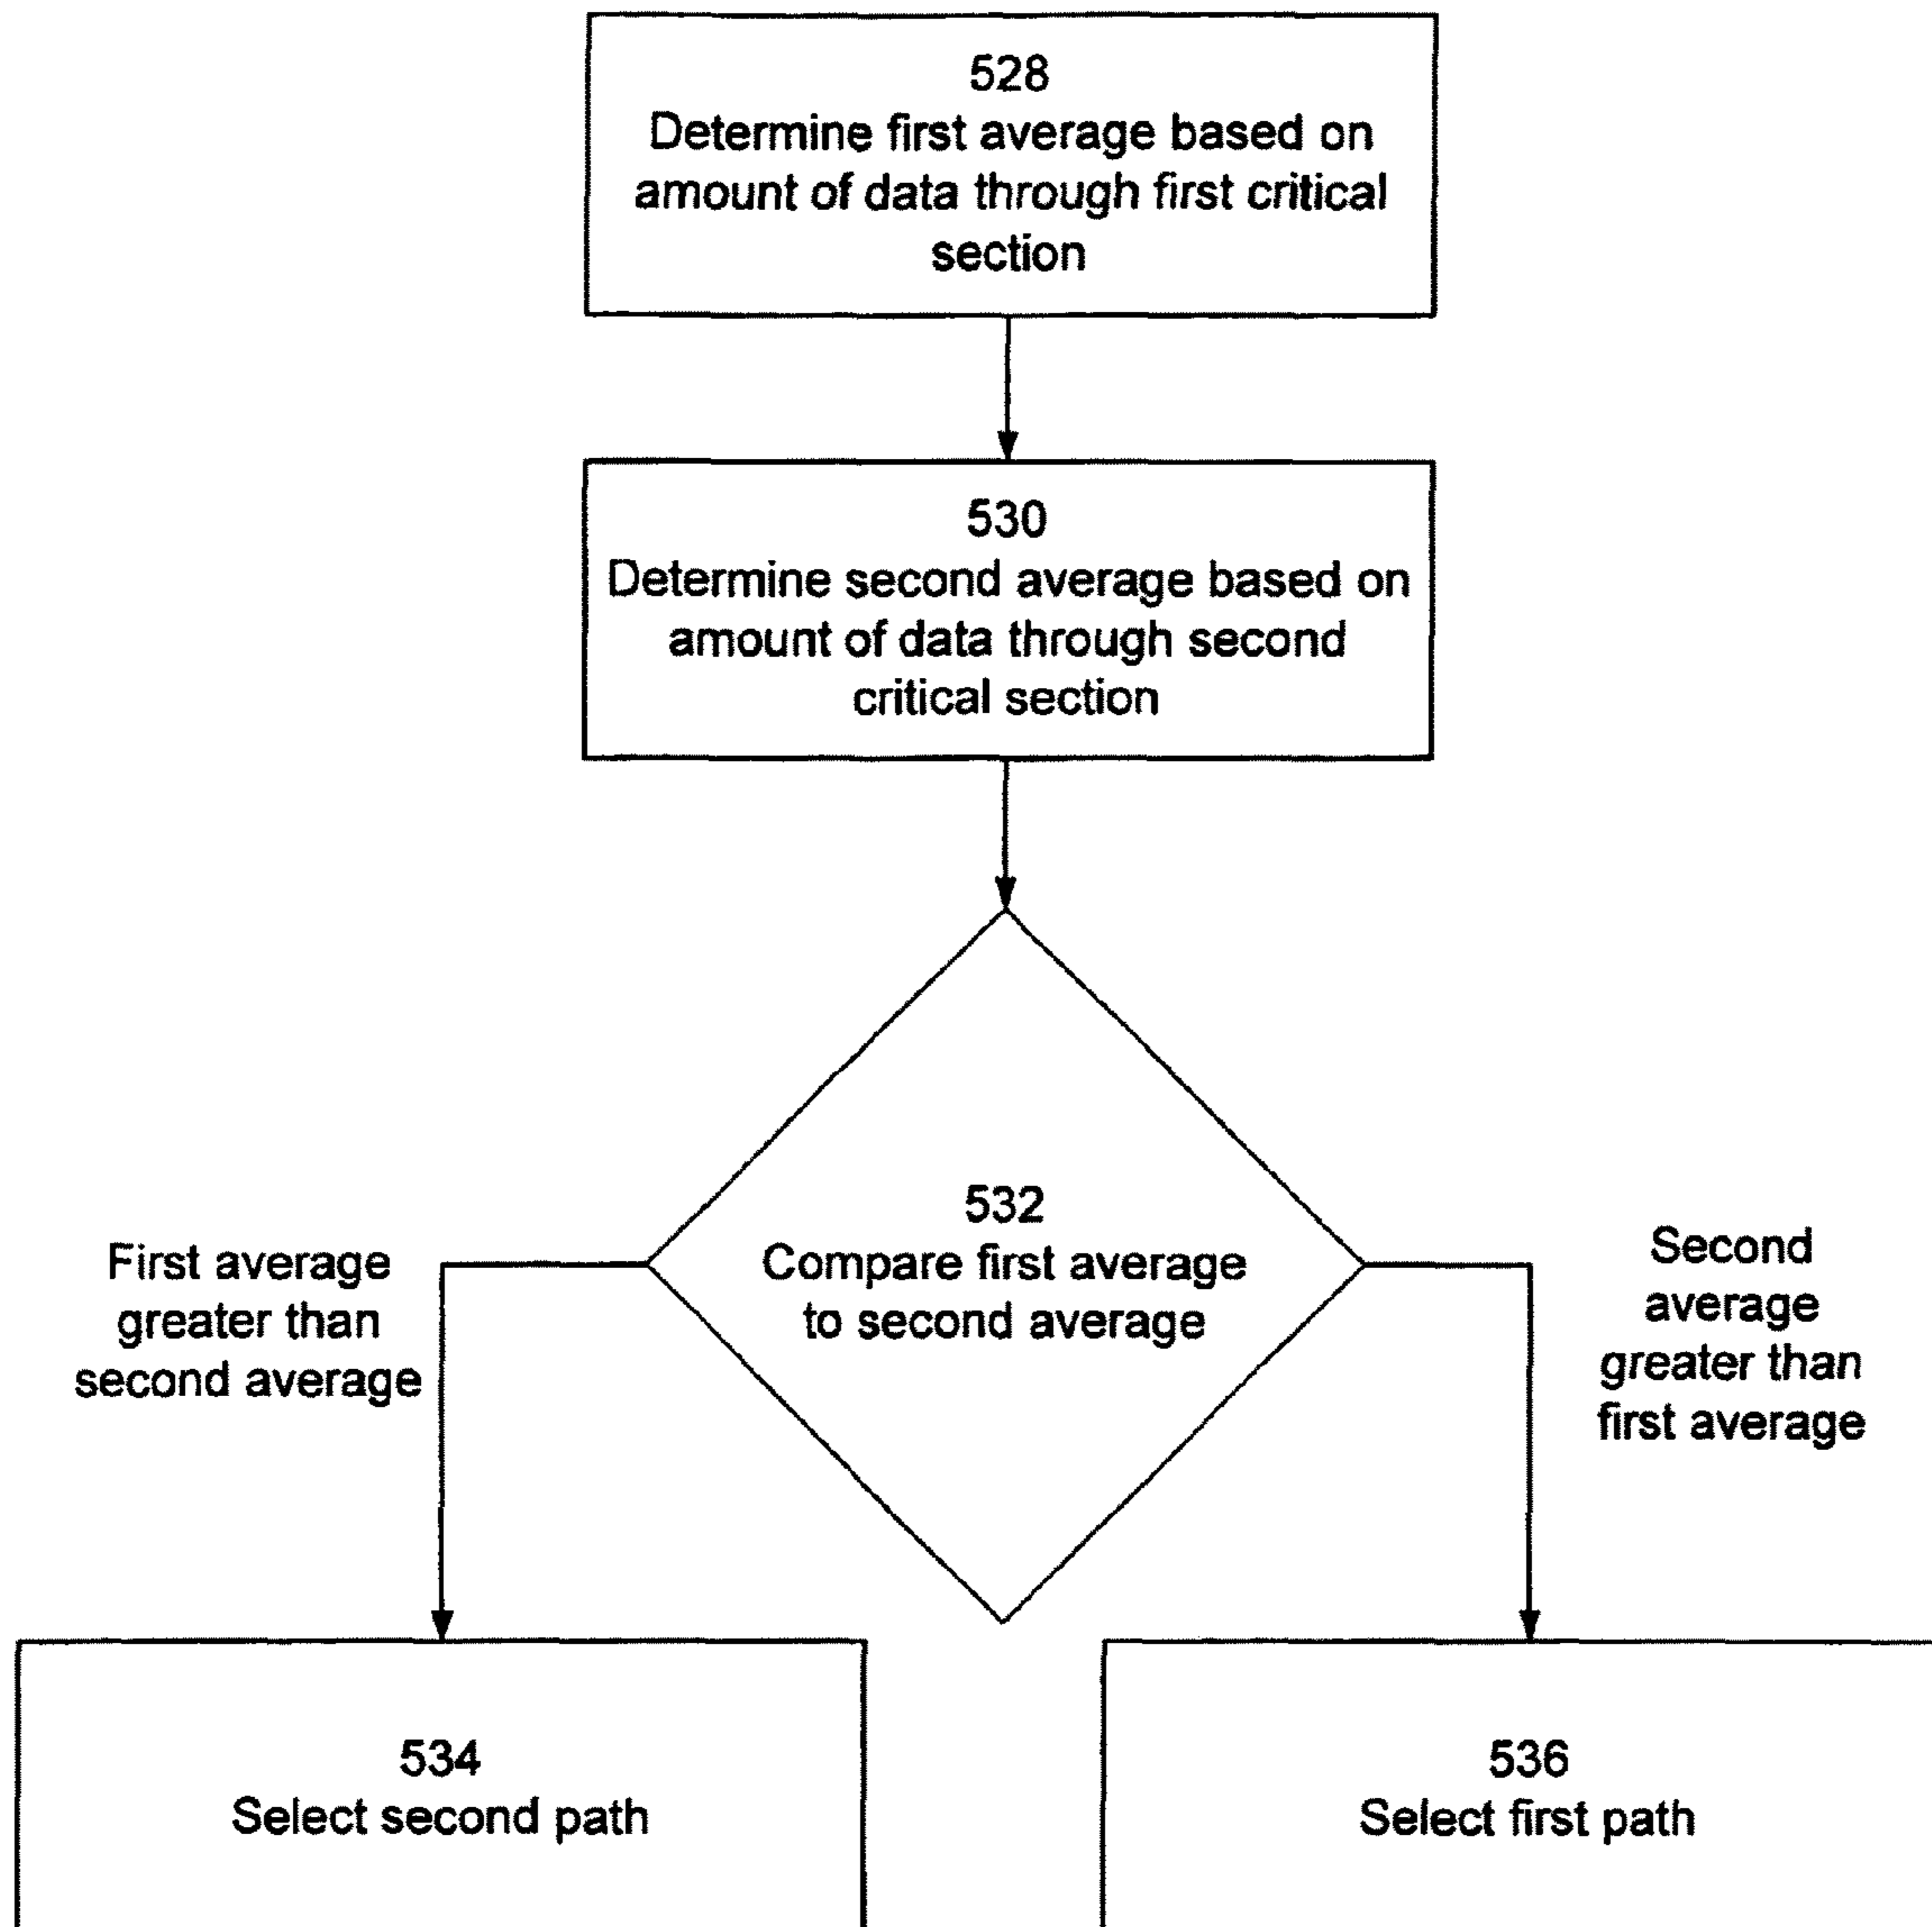 528
Determine first average based on
amount of data through first critical
section
530
Determine second average based on
amount of data through second
critical section
532
Compare first average
to second average
First average
greater than
second average
Second
average
greater than
first average
534
Select second path
536
Select first path